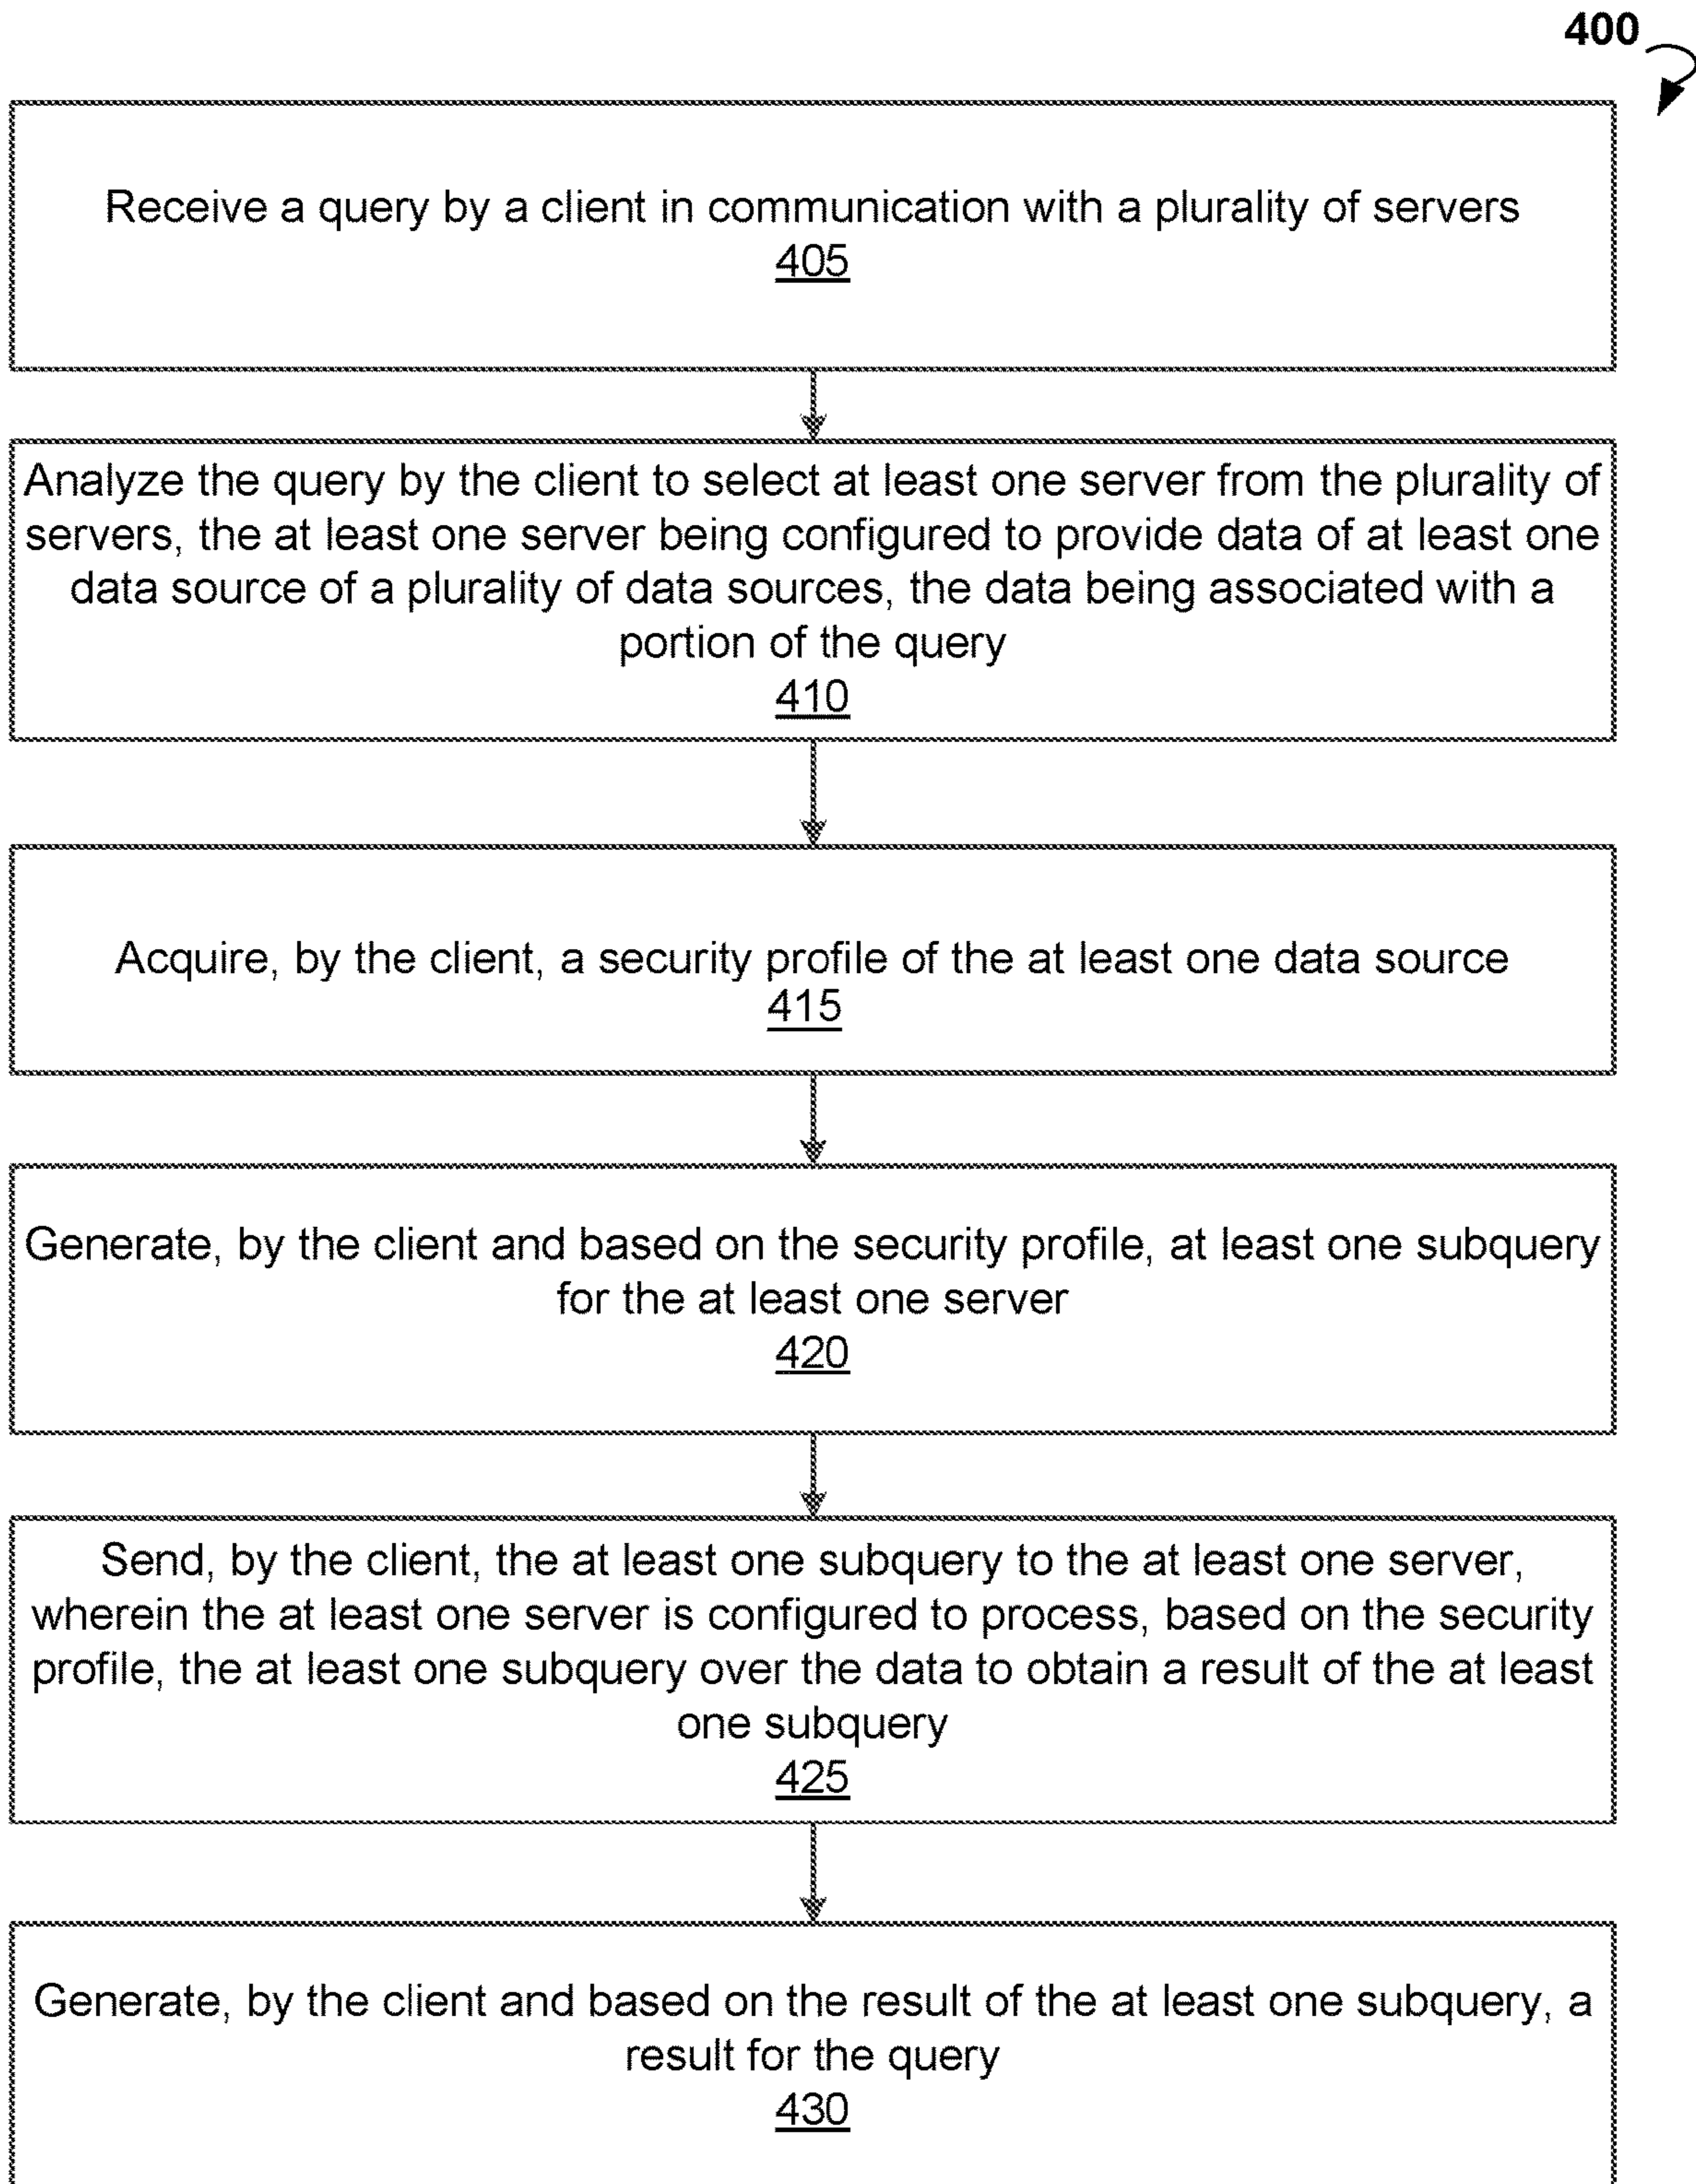 400
Receive a query by a client in communication with a plurality of servers
405
Analyze the query by the client to select at least one server from the plurality of
servers, the at least one server being configured to provide data of at least one
data source of a plurality of data sources, the data being associated with a
portion of the query
410
Acquire, by the client, a security profile of the at least one data source
415
Generate, by the client and based on the security profile, at least one subquery
for the at least one server
420
Send, by the client, the at least one subquery to the at least one server,
wherein the at least one server is configured to process, based on the security
profile, the at least one subquery over the data to obtain a result of the at least
one subquery
425
Generate, by the client and based on the result of the at least one subquery, a
result for the query
430